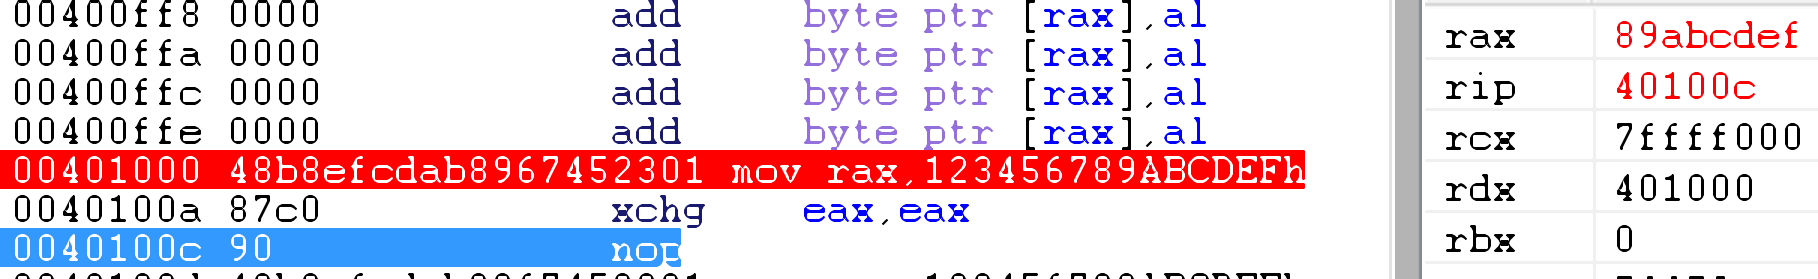 00400ff8 0000 add byte ptr [rax],al
00400ffa 0000 add byte ptr [rax],al
00400ffc 0000 add byte ptr [rax],al
00400ffe 0000 add byte ptr [rax],al
00401000 48b8efcdab8967452301 mov rax,123456789ABCDEFh
0040100a 87c0 xchg eax,eax
0040100c 90 nop
rax 89abcdef
rip 40100c
rcx 7ffff000
rdx 401000
rbx 0